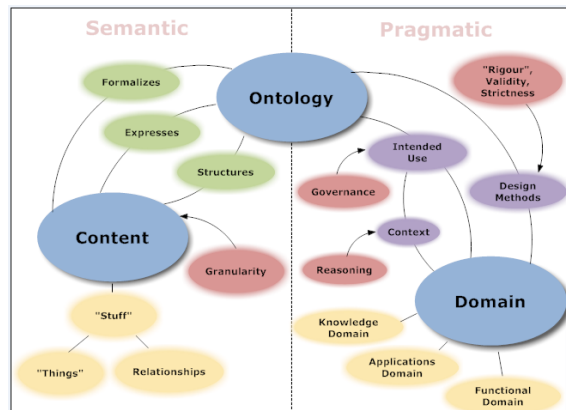 Semantic
Pragmatic
Formalizes
Ontology
"Rigour",
Validity,
Strictness
Expresses
Intended
Use
Structures
Governance
Design
Methods
Content
Context
Granularity
Reasoning
Domain
"Stuff"
Knowledge
Domain
"Things"
Relationships
Applications
Domain
Functional
Domain